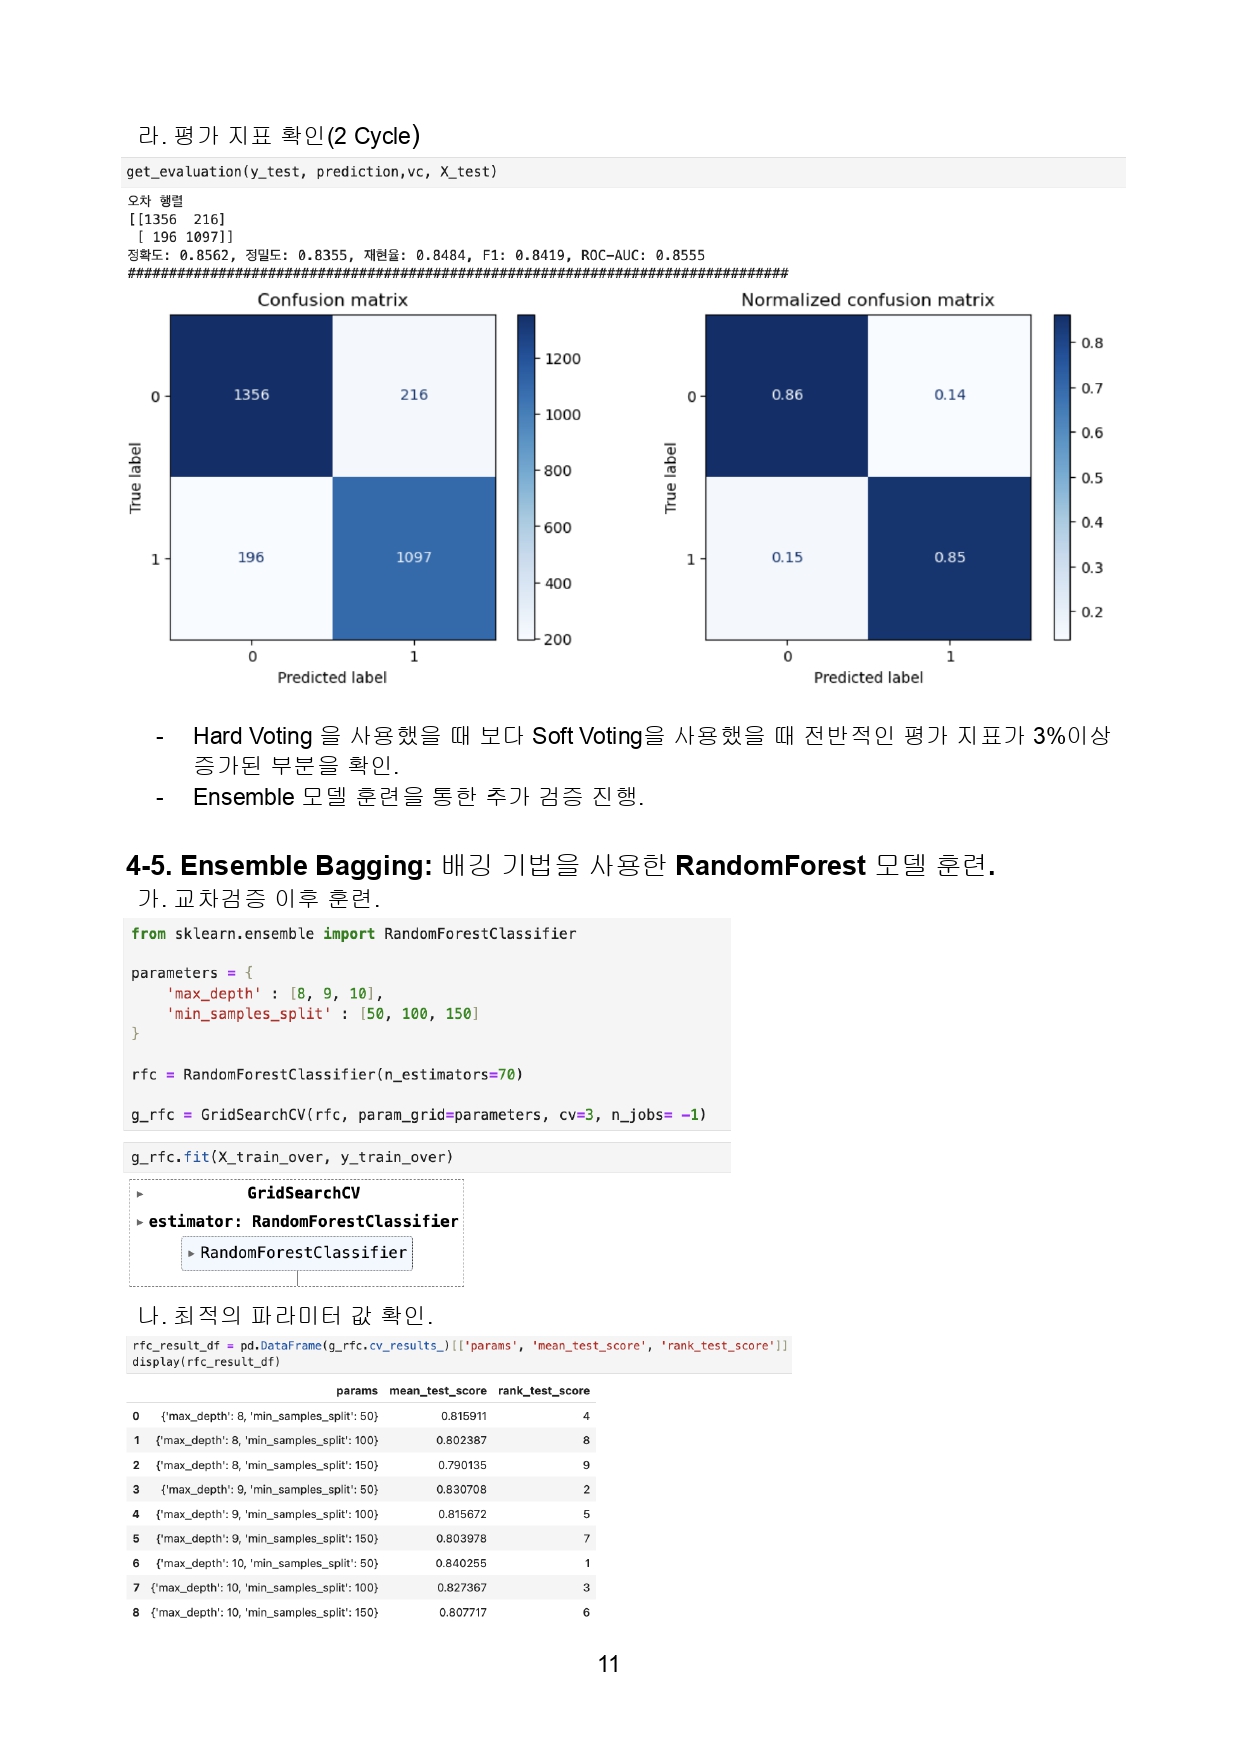 라. 평가 지표 확인(2 Cycle)
get_evaluation(y_test, prediction,vc, X_test)
오차 행렬
[[1356  216]
 [ 196 1097]]
정확도: 0.8562, 정밀도: 0.8355, 재현율: 0.8484, F1: 0.8419, ROC-AUC: 0.8555
################################################################################
Confusion matrix
Normalized confusion matrix
1356 216
196 1097
0
1
True label
0 1
Predicted label
1200
1000
800
600
400
200
0.86 0.14
0.15 0.85
0
1
True label
0 1
Predicted label
0.8
0.7
0.6
0.5
0.4
0.3
0.2
- Hard Voting 을 사용했을 때 보다 Soft Voting을 사용했을 때 전반적인 평가 지표가 3%이상
증가된 부분을 확인.
- Ensemble 모델 훈련을 통한 추가 검증 진행.
4-5. Ensemble Bagging: 배깅 기법을 사용한 RandomForest 모델 훈련.
가. 교차검증 이후 훈련.
from sklearn.ensemble import RandomForestClassifier
parameters = {
    'max_depth' : [8, 9, 10],
    'min_samples_split' : [50, 100, 150]
}
rfc = RandomForestClassifier(n_estimators=70)
g_rfc = GridSearchCV(rfc, param_grid=parameters, cv=3, n_jobs= -1)
g_rfc.fit(X_train_over, y_train_over)
▸ GridSearchCV
▸ estimator: RandomForestClassifier
▸ RandomForestClassifier
나. 최적의 파라미터 값 확인.
rfc_result_df = pd.DataFrame(g_rfc.cv_results_)[['params', 'mean_test_score', 'rank_test_score']]
display(rfc_result_df)
params mean_test_score rank_test_score
0 {'max_depth': 8, 'min_samples_split': 50} 0.815911 4
1 {'max_depth': 8, 'min_samples_split': 100} 0.802387 8
2 {'max_depth': 8, 'min_samples_split': 150} 0.790135 9
3 {'max_depth': 9, 'min_samples_split': 50} 0.830708 2
4 {'max_depth': 9, 'min_samples_split': 100} 0.815672 5
5 {'max_depth': 9, 'min_samples_split': 150} 0.803978 7
6 {'max_depth': 10, 'min_samples_split': 50} 0.840255 1
7 {'max_depth': 10, 'min_samples_split': 100} 0.827367 3
8 {'max_depth': 10, 'min_samples_split': 150} 0.807717 6
11